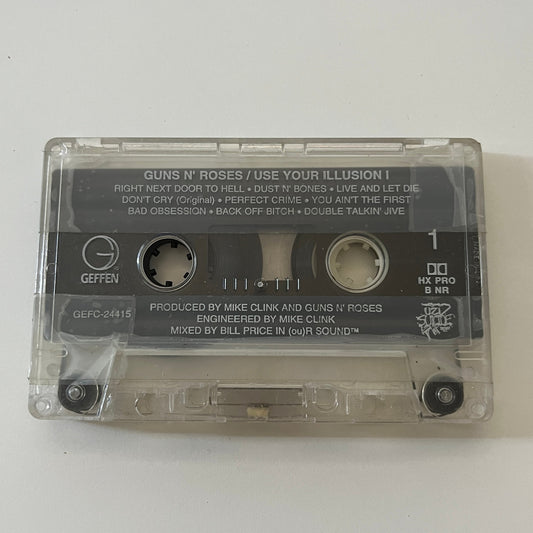 GUNS N' ROSES / USE YOUR ILLUSION I
RIGHT NEXT DOOR TO HELL • DUST N' BONES • LIVE AND LET DIE
DON'T CRY (Original) • PERFECT CRIME • YOU AIN'T THE FIRST
BAD OBSESSION • BACK OFF BITCH • DOUBLE TALKIN' JIVE
G
GEFFEN
1
HX PRO
B NR
GEFC-24415
PRODUCED BY MIKE CLINK AND GUNS N' ROSES
ENGINEERED BY MIKE CLINK
MIXED BY BILL PRICE IN (ou)R SOUND™